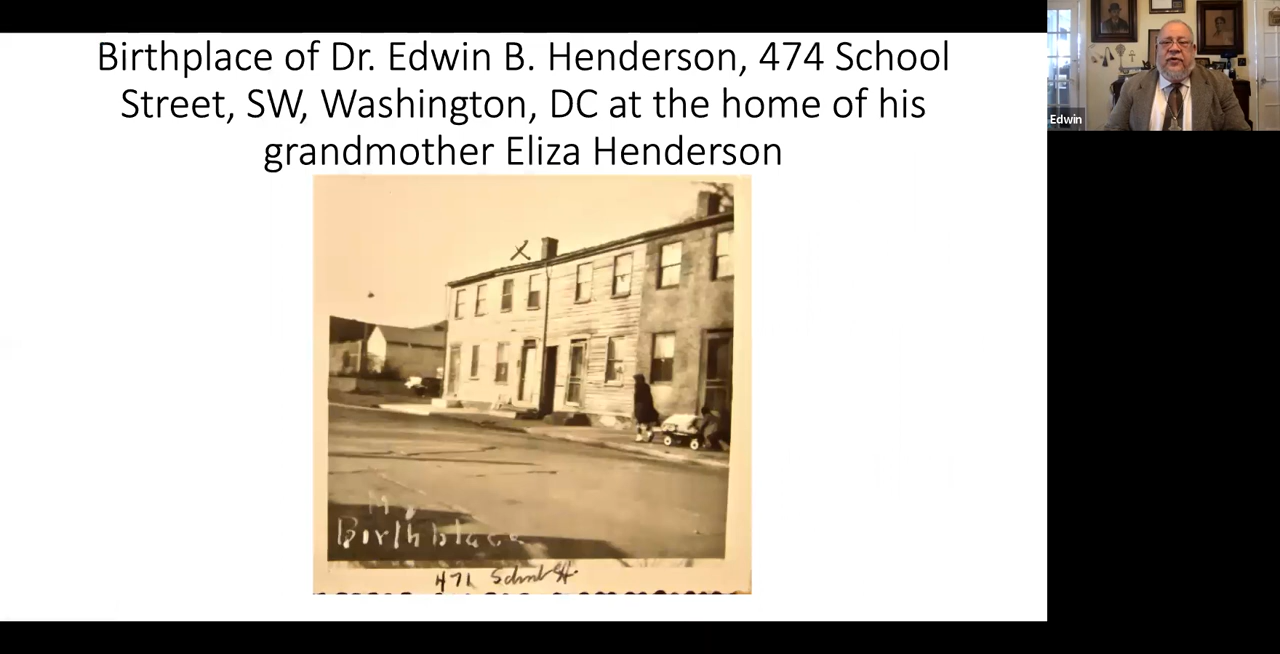 Birthplace of Dr. Edwin B. Henderson, 474 School
Street, SW, Washington, DC at the home of his
grandmother Eliza Henderson
Edwin
X
My
Birthplace
471 School St.